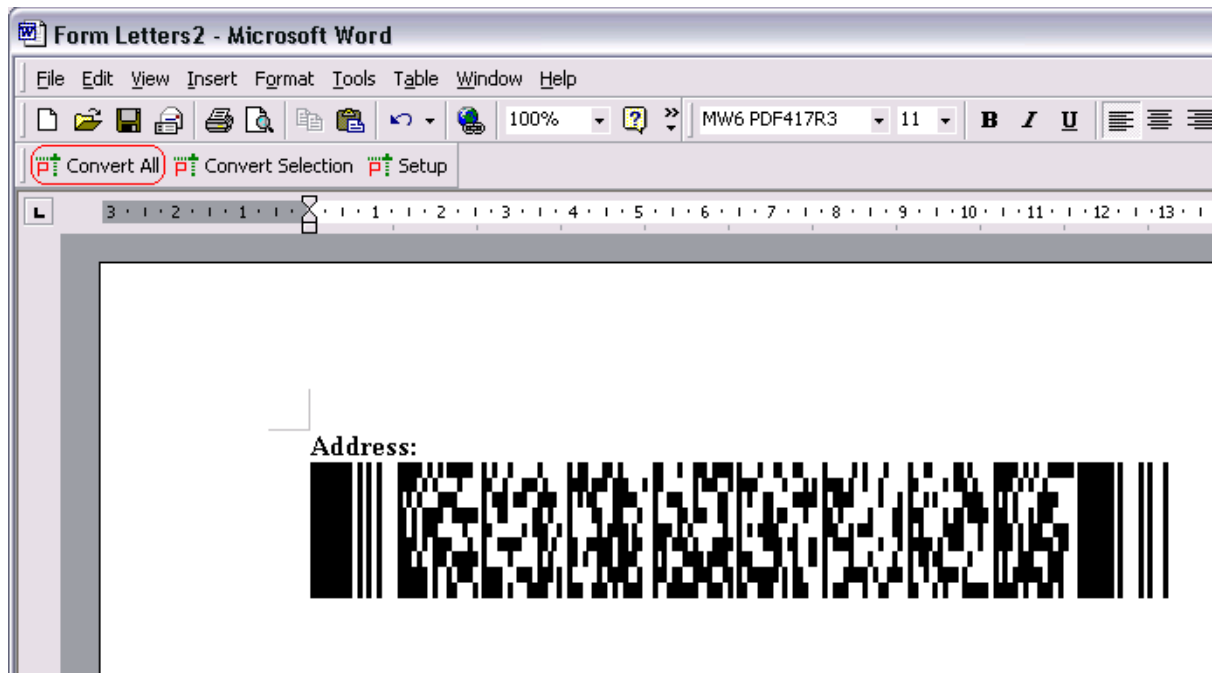 Form Letters2 - Microsoft Word
File Edit View Insert Format Tools Table Window Help
100% MW6 PDF417R3 11 B I U
Convert All Convert Selection Setup
3 2 1 1 2 3 4 5 6 7 8 9 10 11 12 13
Address: